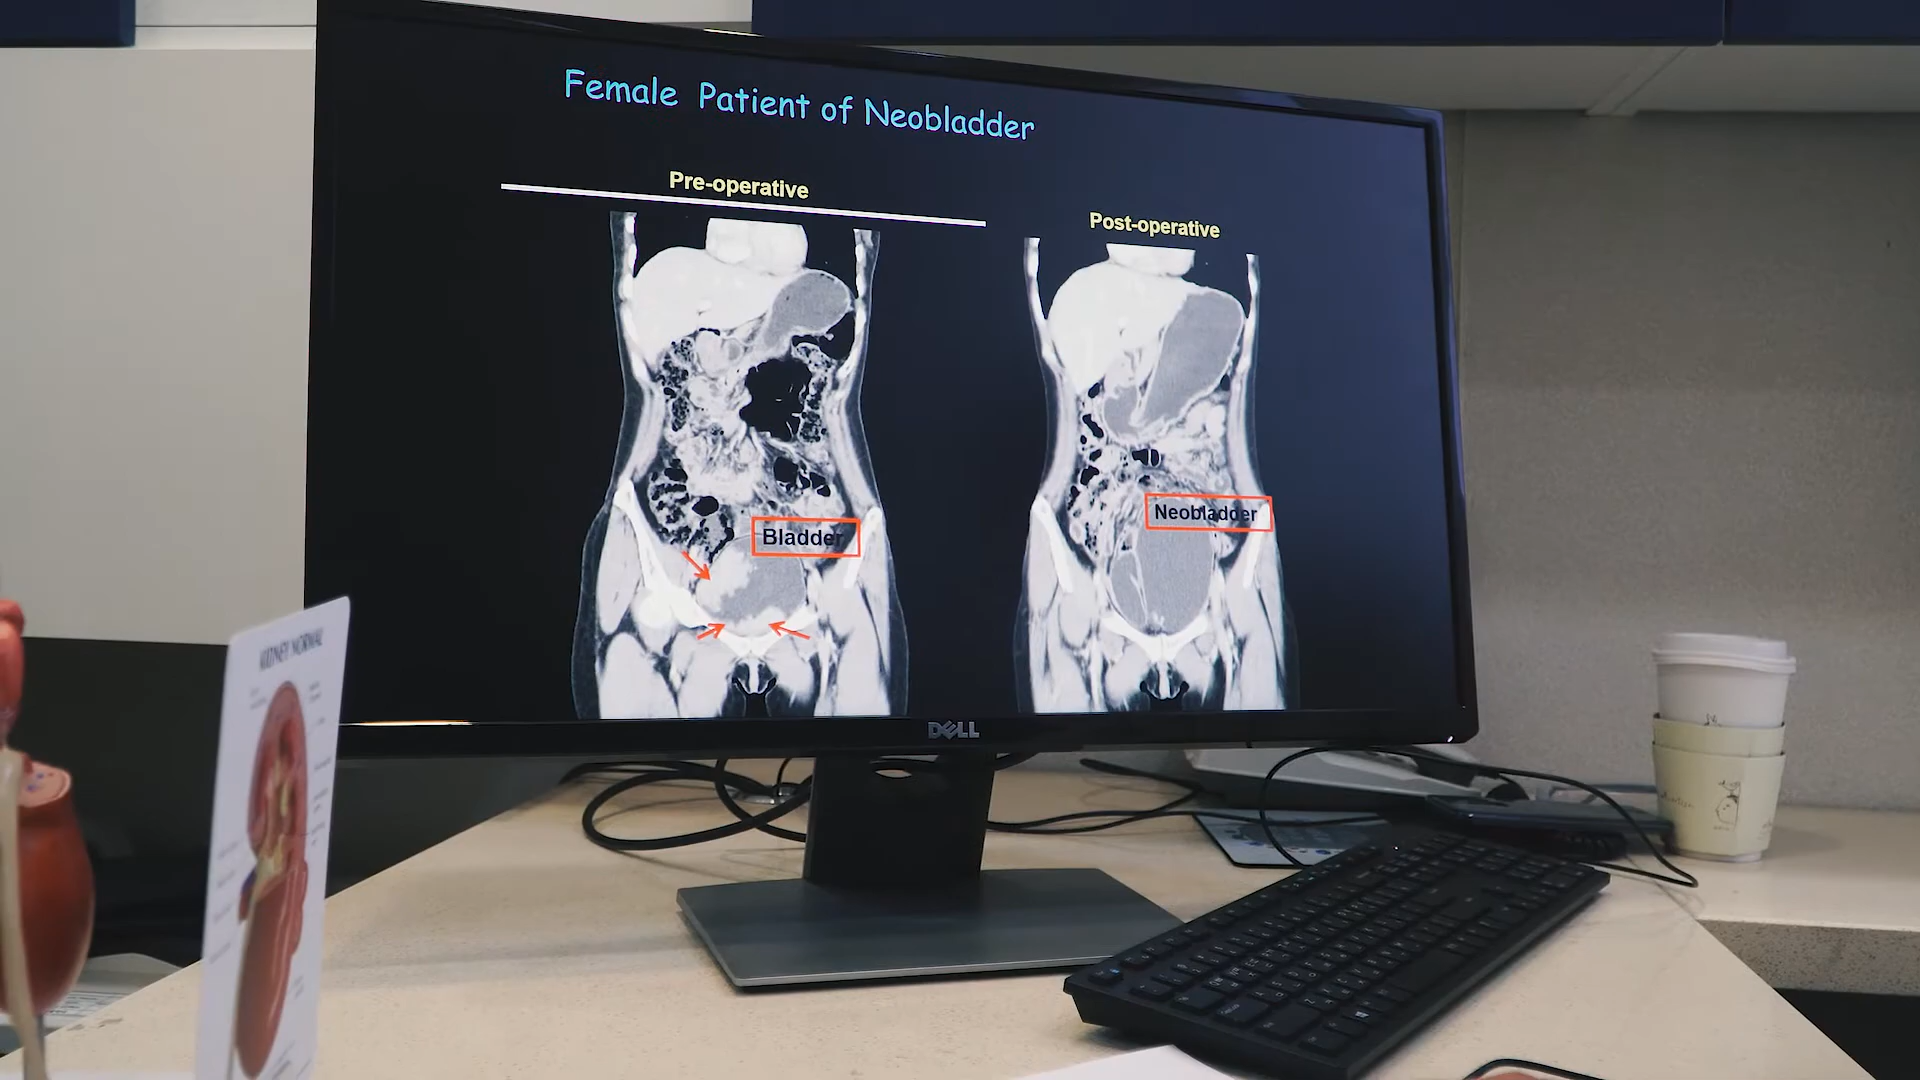 Female Patient of Neobladder
Pre-operative
Post-operative
Neobladder
Bladder
DELL
KIDNEY NORMAL